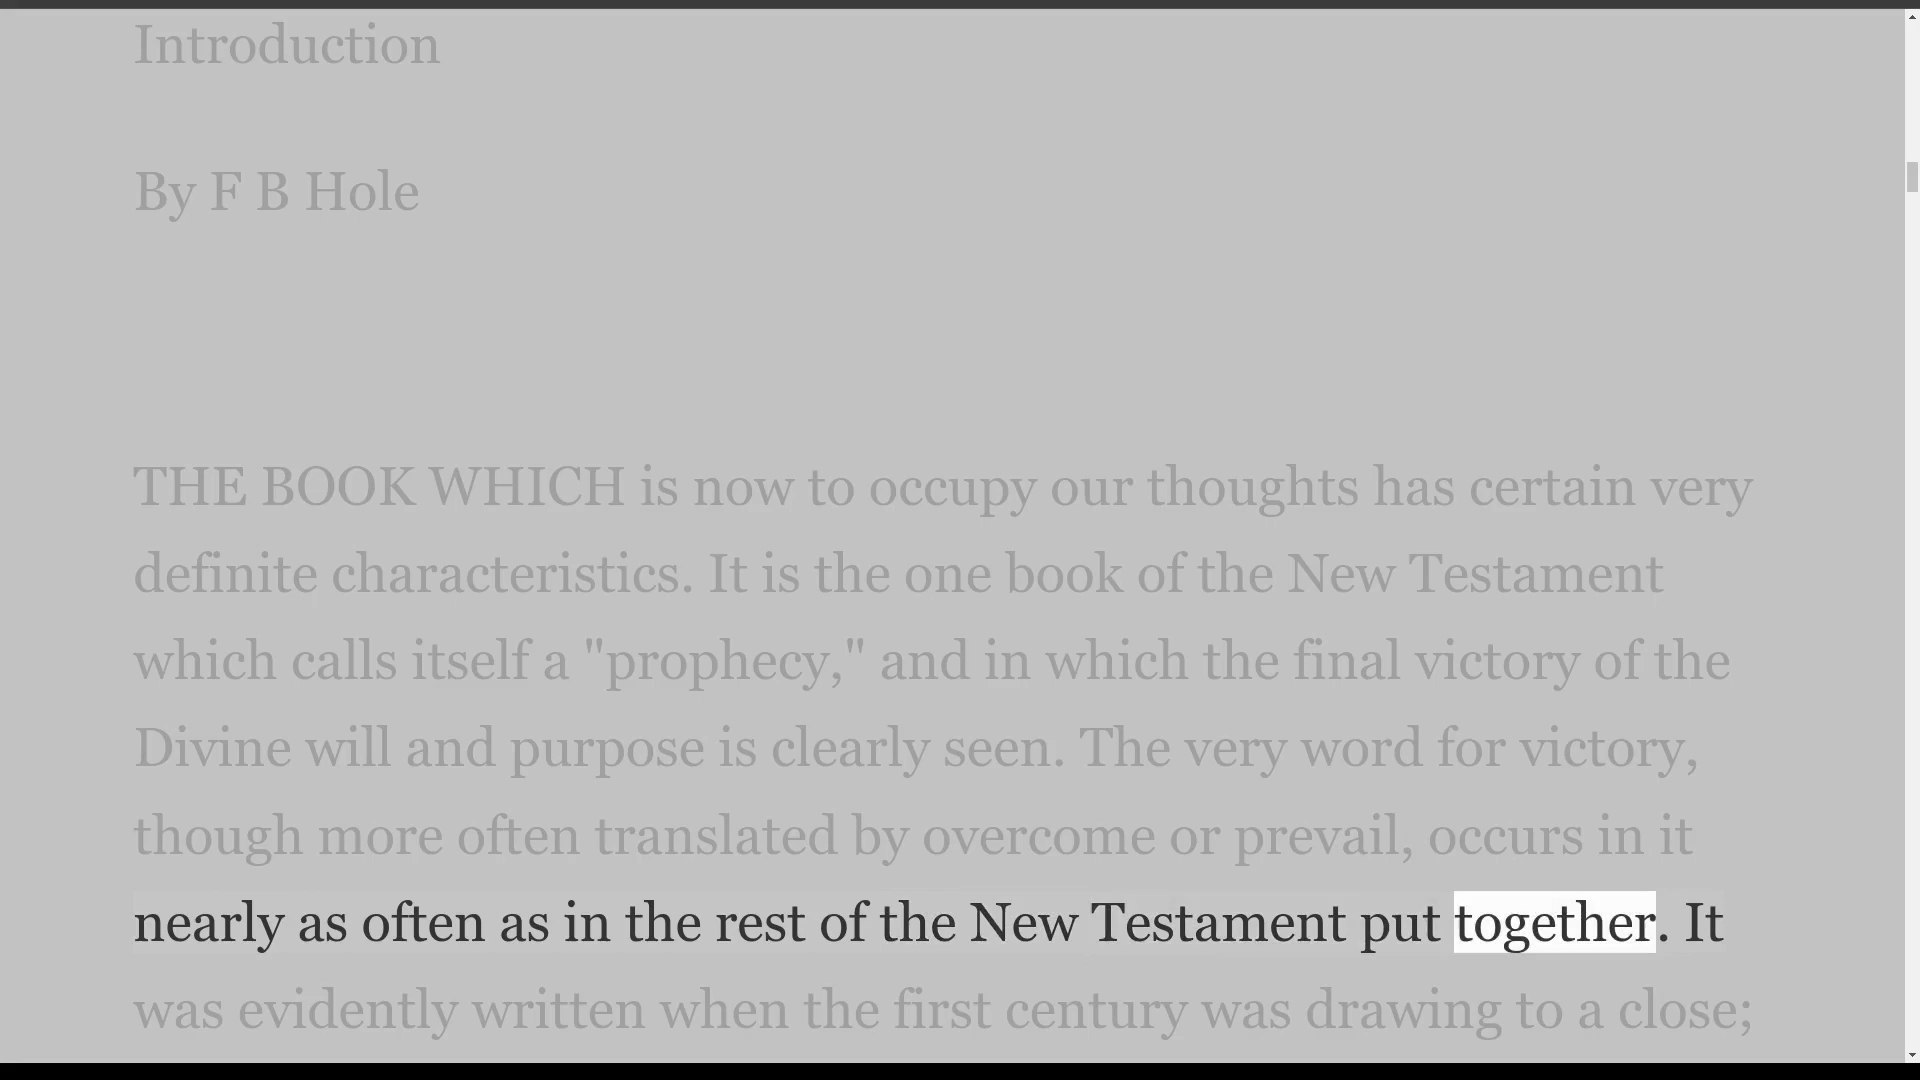 Introduction
By F B Hole
THE BOOK WHICH is now to occupy our thoughts has certain very
definite characteristics. It is the one book of the New Testament
which calls itself a "prophecy," and in which the final victory of the
Divine will and purpose is clearly seen. The very word for victory,
though more often translated by overcome or prevail, occurs in it
nearly as often as in the rest of the New Testament put together. It
was evidently written when the first century was drawing to a close;